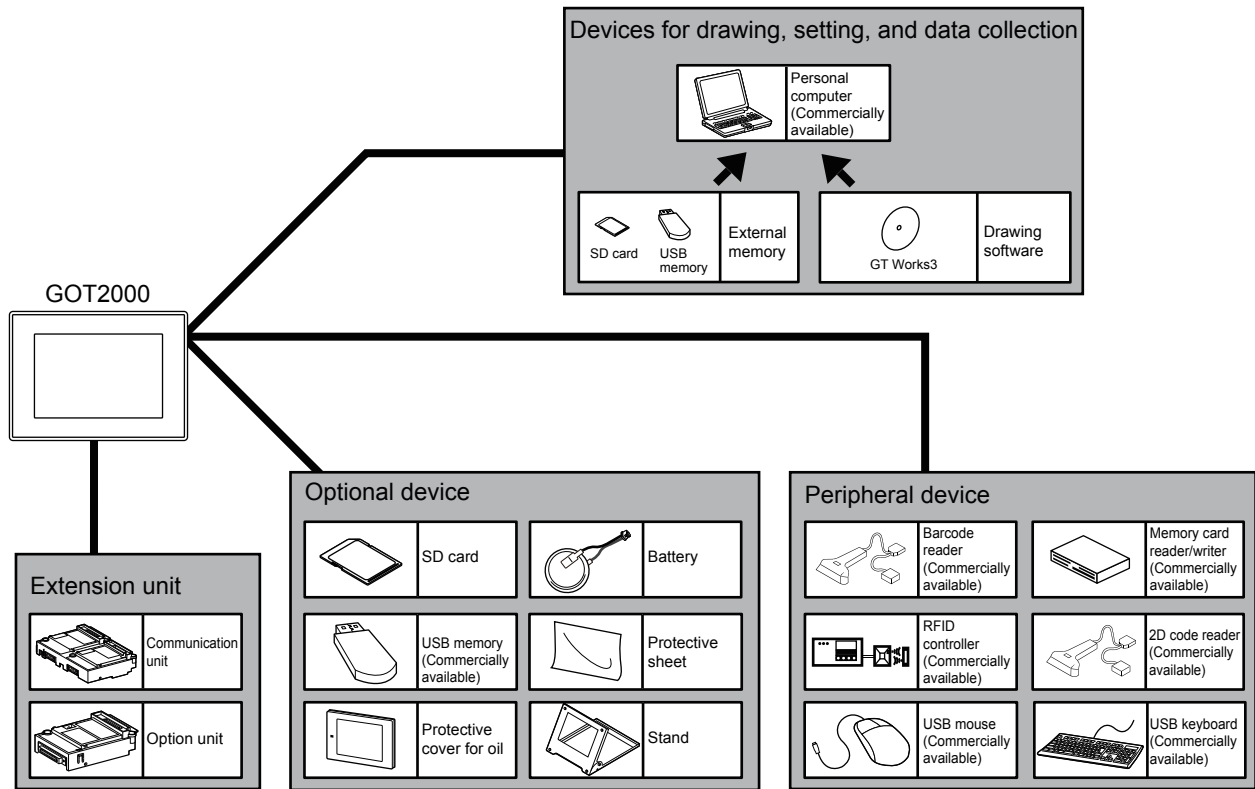 Devices for drawing, setting, and data collection
Personal
computer
(Commercially
available)
SD card
USB
memory
External
memory
GT Works3
Drawing
software
GOT2000
Extension unit
Communication
unit
Option unit
Optional device
SD card
Battery
USB memory
(Commercially
available)
Protective
sheet
Protective
cover for oil
Stand
Peripheral device
Barcode
reader
(Commercially
available)
Memory card
reader/writer
(Commercially
available)
RFID
controller
(Commercially
available)
2D code reader
(Commercially
available)
USB mouse
(Commercially
available)
USB keyboard
(Commercially
available)